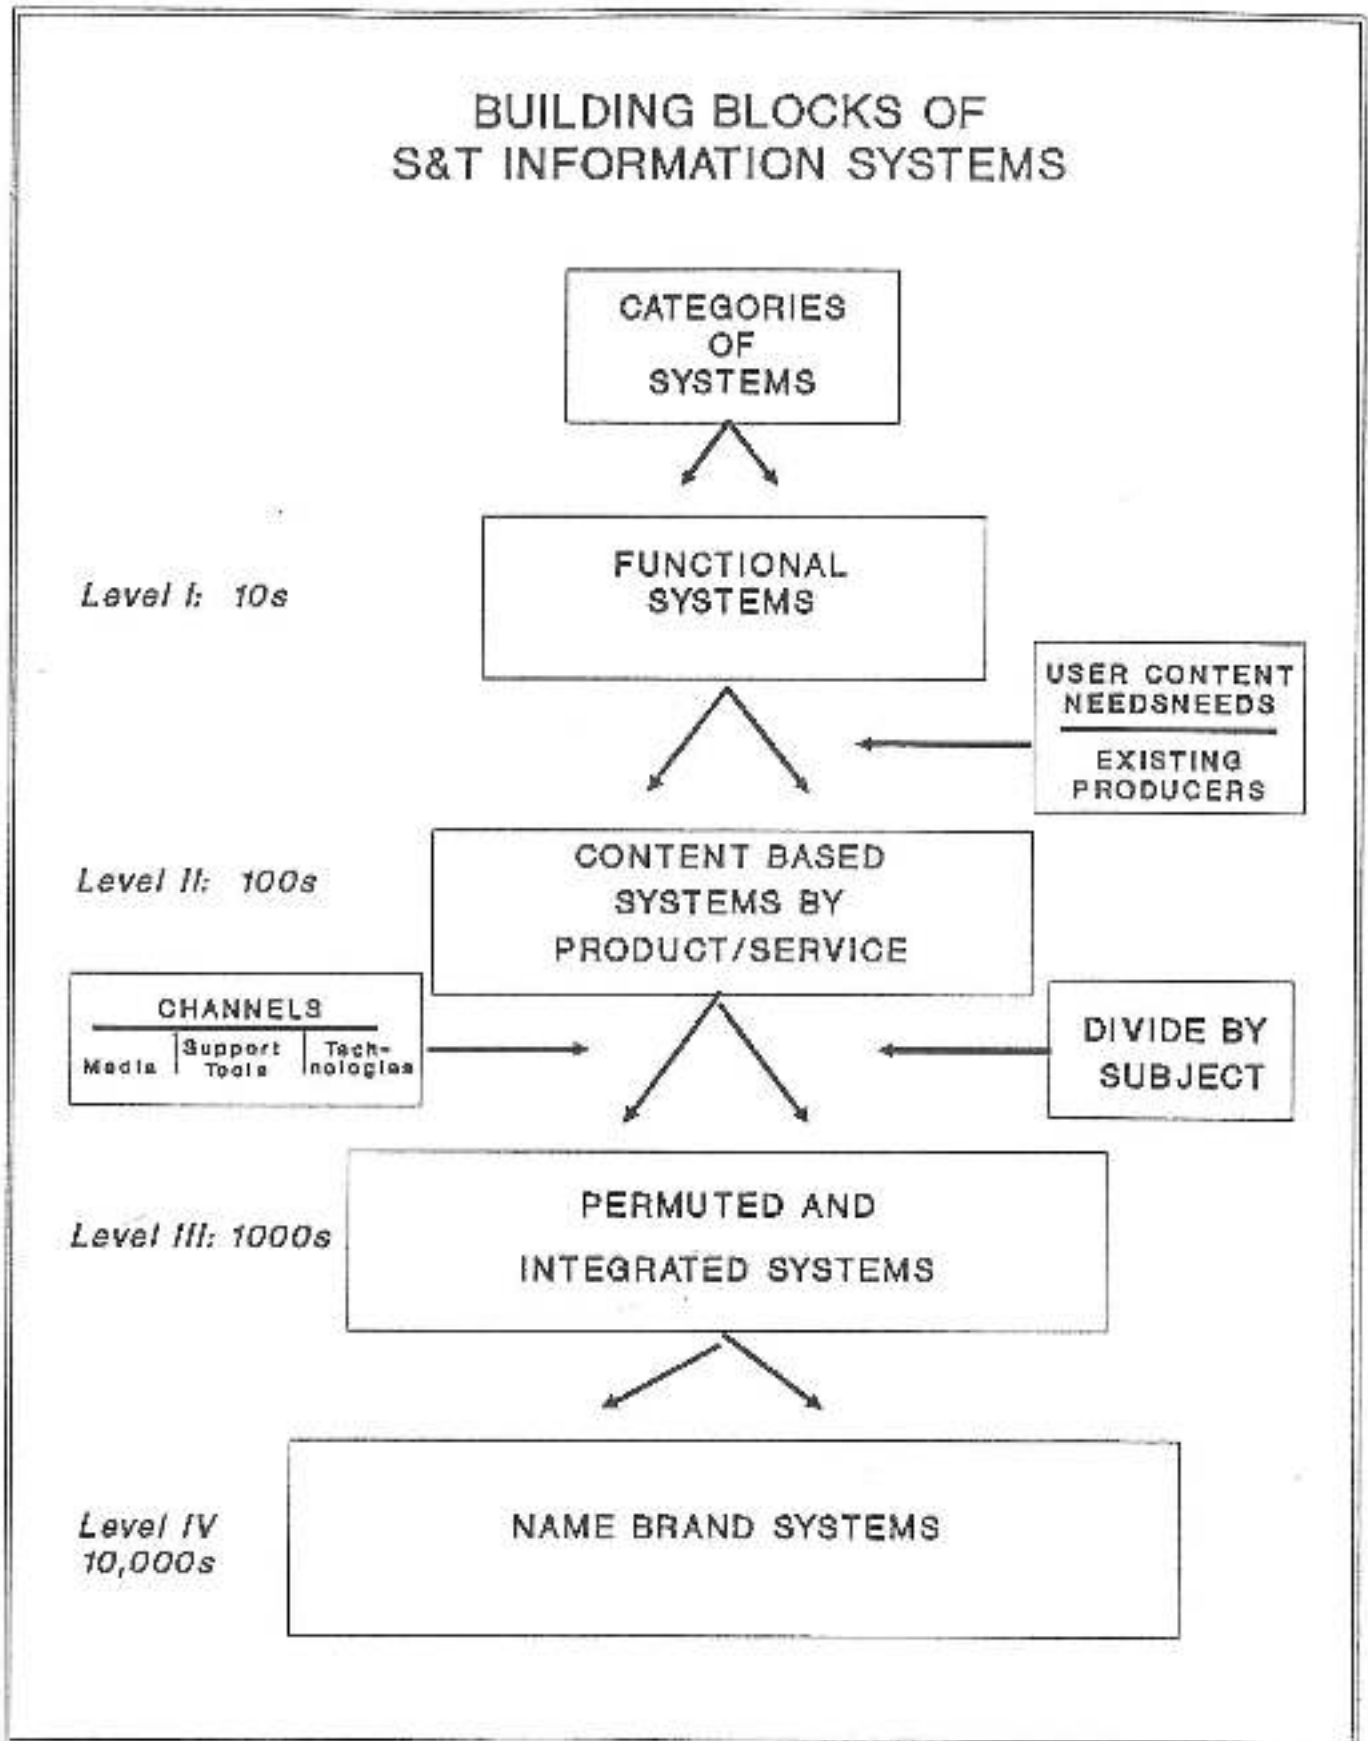 BUILDING BLOCKS OF
S&T INFORMATION SYSTEMS
CATEGORIES
OF
SYSTEMS
Level I: 10s
FUNCTIONAL
SYSTEMS
USER CONTENT
NEEDSNEEDS
EXISTING
PRODUCERS
Level II: 100s
CONTENT BASED
SYSTEMS BY
PRODUCT/SERVICE
CHANNELS
Media
Support
Tools
Tech-
nologies
DIVIDE BY
SUBJECT
Level III: 1000s
PERMUTED AND
INTEGRATED SYSTEMS
Level IV
10,000s
NAME BRAND SYSTEMS